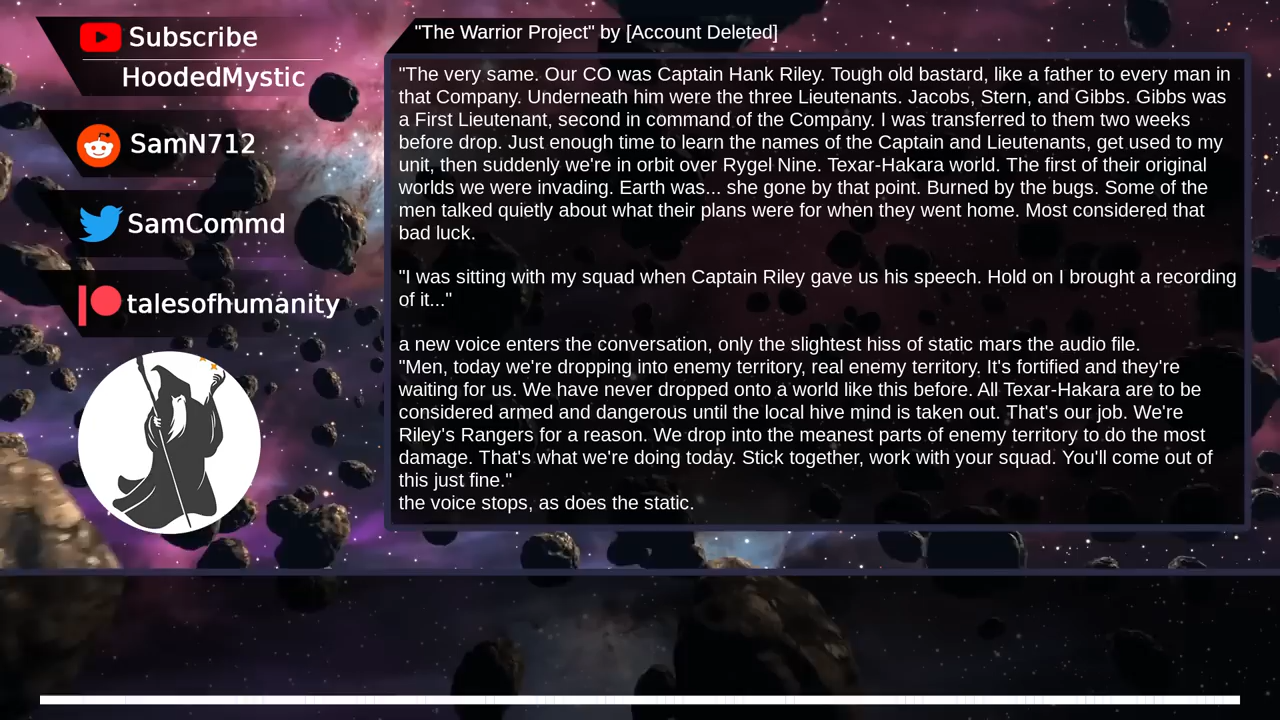 Subscribe
HoodedMystic
SamN712
SamCommd
talesofhumanity
"The Warrior Project" by [Account Deleted]
"The very same. Our CO was Captain Hank Riley. Tough old bastard, like a father to every man in
that Company. Underneath him were the three Lieutenants. Jacobs, Stern, and Gibbs. Gibbs was
a First Lieutenant, second in command of the Company. I was transferred to them two weeks
before drop. Just enough time to learn the names of the Captain and Lieutenants, get used to my
unit, then suddenly we're in orbit over Rygel Nine. Texar-Hakara world. The first of their original
worlds we were invading. Earth was... she gone by that point. Burned by the bugs. Some of the
men talked quietly about what their plans were for when they went home. Most considered that
bad luck.
"I was sitting with my squad when Captain Riley gave us his speech. Hold on I brought a recording
of it..."
a new voice enters the conversation, only the slightest hiss of static mars the audio file.
"Men, today we're dropping into enemy territory, real enemy territory. It's fortified and they're
waiting for us. We have never dropped onto a world like this before. All Texar-Hakara are to be
considered armed and dangerous until the local hive mind is taken out. That's our job. We're
Riley's Rangers for a reason. We drop into the meanest parts of enemy territory to do the most
damage. That's what we're doing today. Stick together, work with your squad. You'll come out of
this just fine."
the voice stops, as does the static.